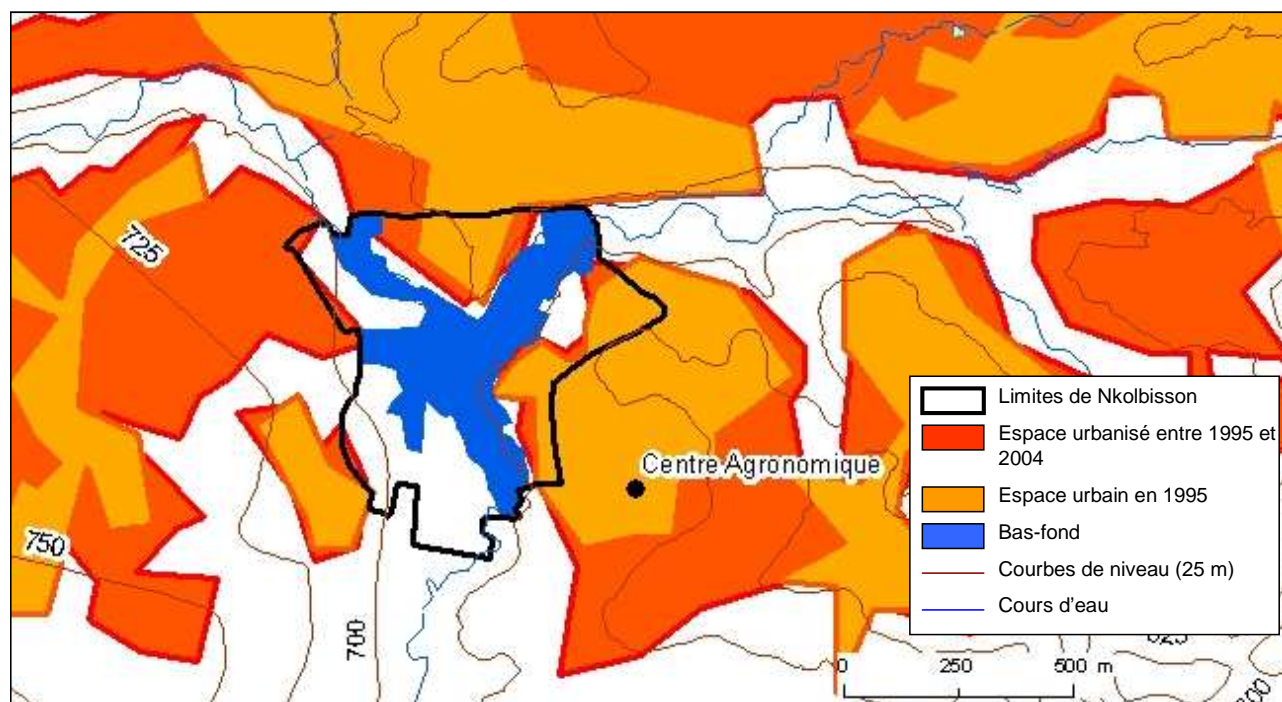 725
Limites de Nkolbisson
Espace urbanisé entre 1995 et
2004
Centre Agronomique
Espace urbain en 1995
Bas-fond
750
Courbes de niveau (25 m)
Cours d'eau
700
0 250 500 m